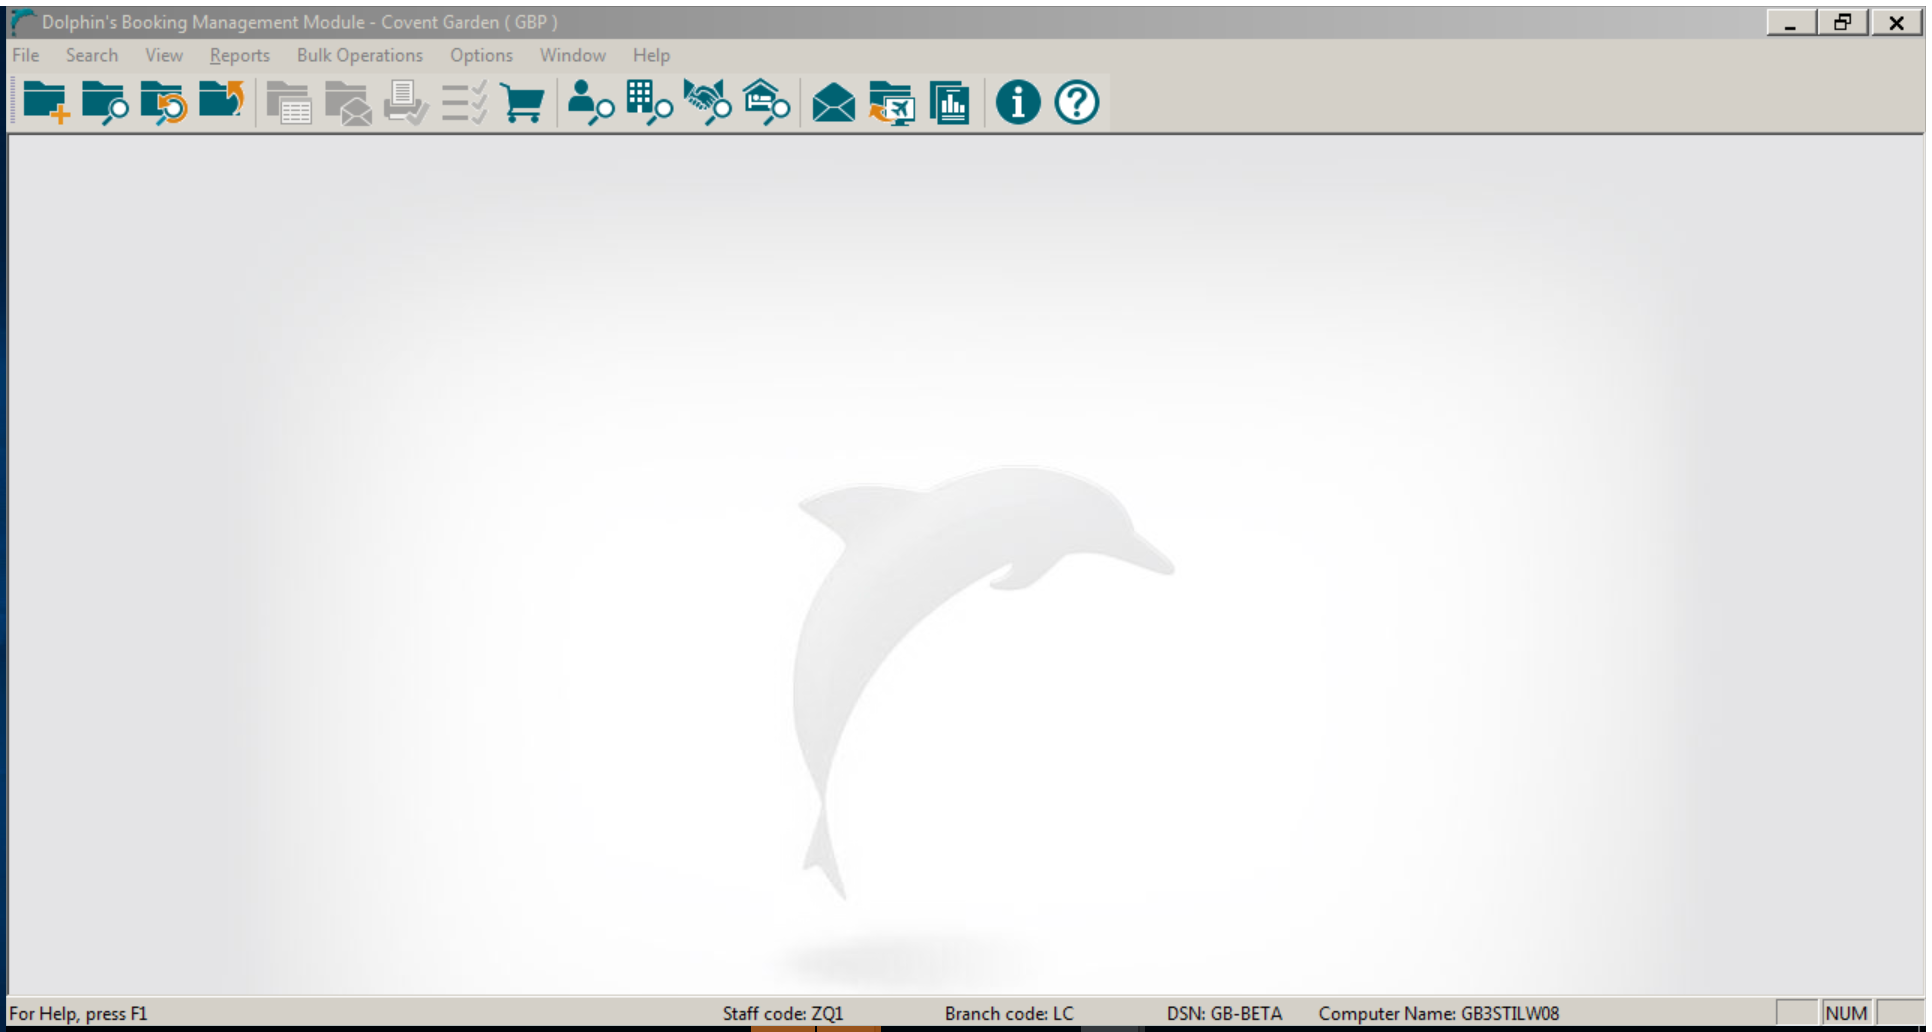 Dolphin's Booking Management Module - Covent Garden ( GBP )
File Search View Reports Bulk Operations Options Window Help
For Help, press F1 Staff code: ZQ1 Branch code: LC DSN: GB-BETA Computer Name: GB3STILW08 NUM